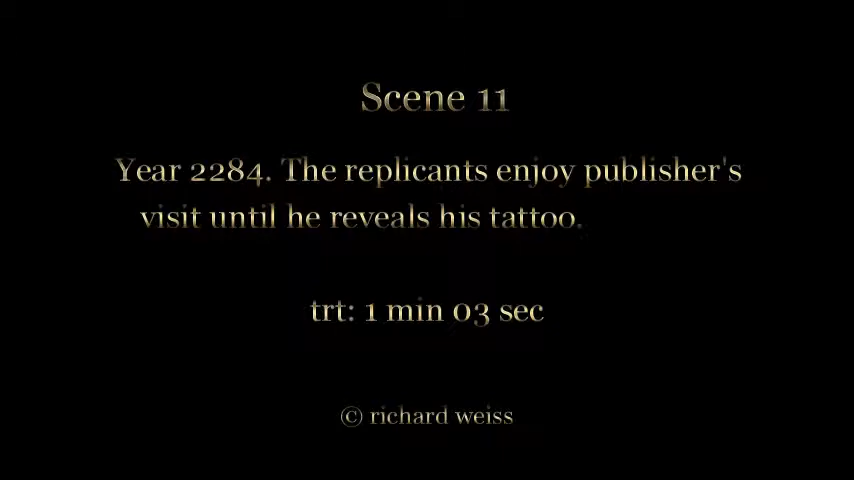 Scene 11
Year 2284. The replicants enjoy publisher's
visit until he reveals his tattoo.
trt: 1 min 03 sec
© richard weiss